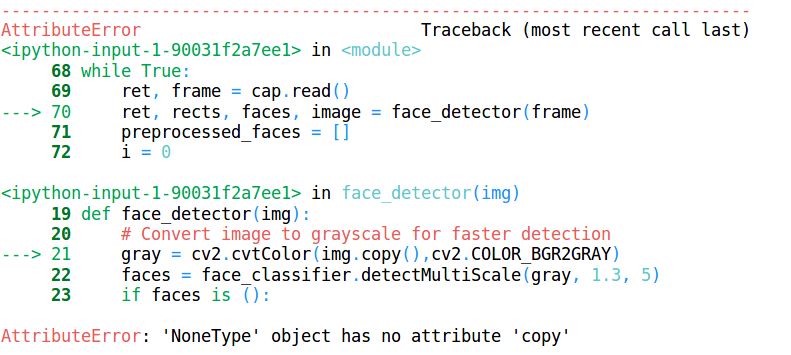 ---------------------------------------------------------------------------
AttributeError                            Traceback (most recent call last)
<ipython-input-1-90031f2a7ee1> in <module>
     68 while True:
     69     ret, frame = cap.read()
---> 70     ret, rects, faces, image = face_detector(frame)
     71     preprocessed_faces = []
     72     i = 0

<ipython-input-1-90031f2a7ee1> in face_detector(img)
     19 def face_detector(img):
     20     # Convert image to grayscale for faster detection
---> 21     gray = cv2.cvtColor(img.copy(),cv2.COLOR_BGR2GRAY)
     22     faces = face_classifier.detectMultiScale(gray, 1.3, 5)
     23     if faces is ():

AttributeError: 'NoneType' object has no attribute 'copy'